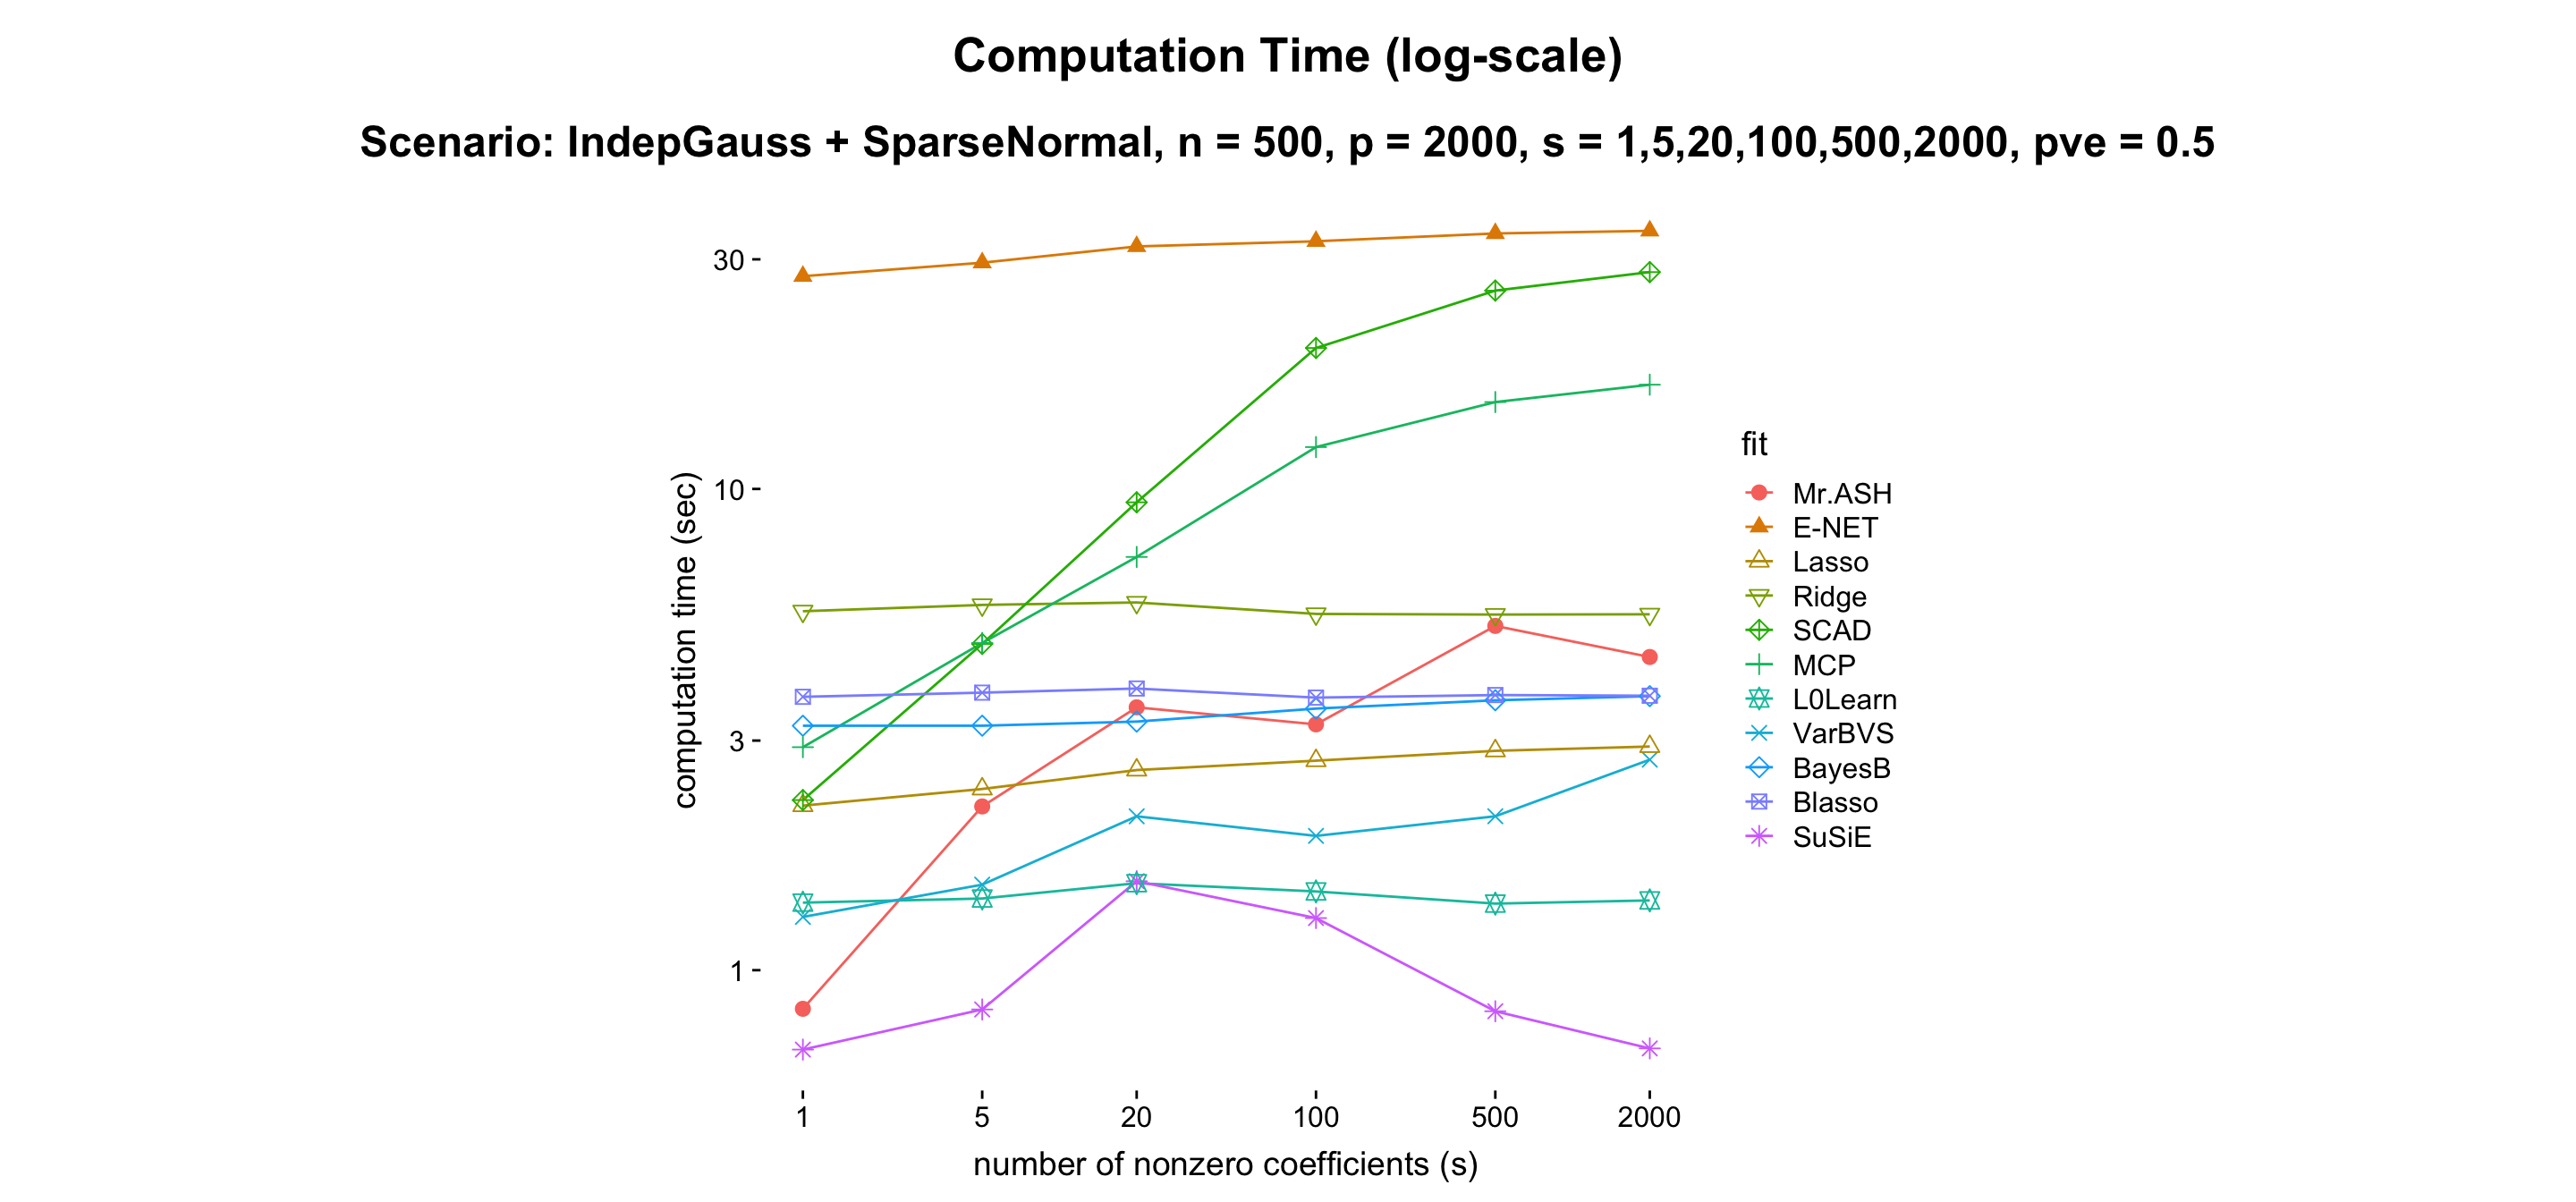 Computation Time (log-scale)
Scenario: IndepGauss + SparseNormal, n = 500, p = 2000, s = 1,5,20,100,500,2000, pve = 0.5
computation time (sec)
30
10
3
1
1 5 20 100 500 2000
number of nonzero coefficients (s)
fit
Mr.ASH
E-NET
Lasso
Ridge
SCAD
MCP
L0Learn
VarBVS
BayesB
Blasso
SuSiE